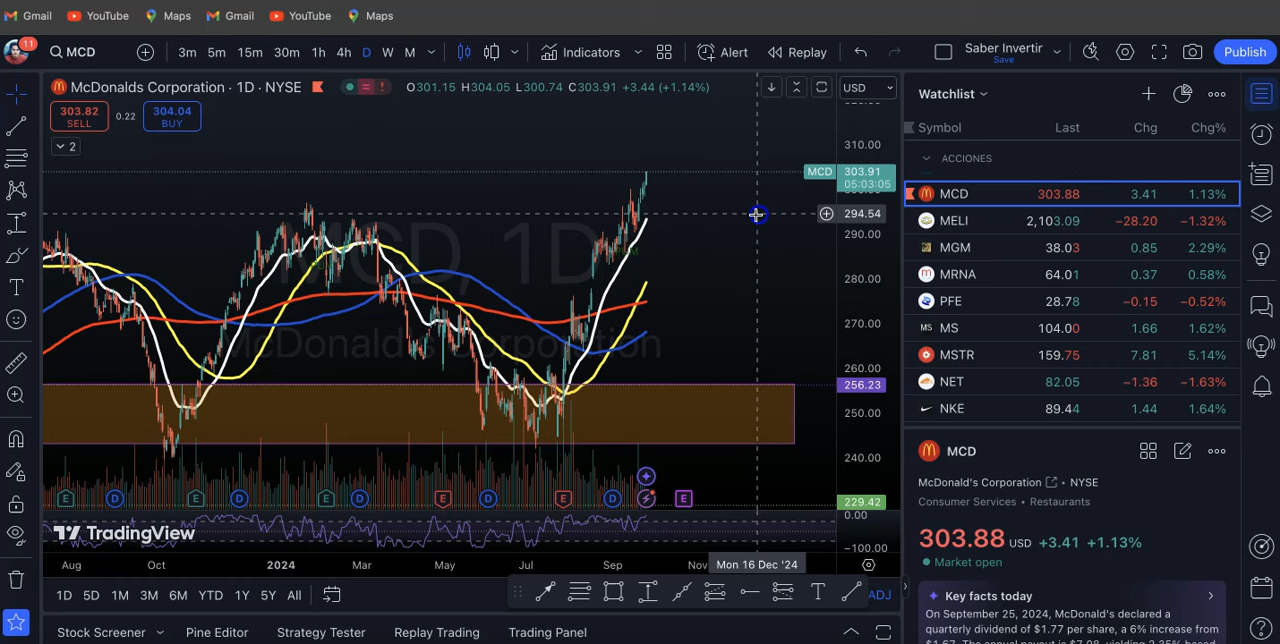 Gmail YouTube Maps Gmail YouTube Maps
11 MCD 3m 5m 15m 30m 1h 4h D W M Indicators Alert Replay Saber Invertir Save Publish
McDonalds Corporation · 1D · NYSE O301.15 H304.05 L300.74 C303.91 +3.44 (+1.14%) USD
303.82 SELL 0.22 304.04 BUY
2
MCD, 1D
McDonalds Corporation
310.00
MCD 303.91
05:03:05
294.54
290.00
280.00
270.00
260.00
256.23
250.00
240.00
229.42
0.00
−100.00
E D E D E D E D E D E
TradingView
Aug Oct 2024 Mar May Jul Sep Nov Mon 16 Dec '24
1D 5D 1M 3M 6M YTD 1Y 5Y All ADJ
Stock Screener Pine Editor Strategy Tester Replay Trading Trading Panel
Watchlist
Symbol Last Chg Chg%
ACCIONES
MCD 303.88 3.41 1.13%
MELI 2,103.09 −28.20 −1.32%
MGM 38.03 0.85 2.29%
MRNA 64.01 0.37 0.58%
PFE 28.78 −0.15 −0.52%
MS MS 104.00 1.66 1.62%
MSTR 159.75 7.81 5.14%
NET 82.05 −1.36 −1.63%
NKE 89.44 1.44 1.64%
MCD
McDonald's Corporation • NYSE
Consumer Services • Restaurants
303.88 USD +3.41 +1.13%
Market open
Key facts today
On September 25, 2024, McDonald's declared a
quarterly dividend of $1.77 per share, a 6% increase from